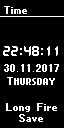 Time
22:48:11
30.11.2017
THURSDAY
Long Fire
Save